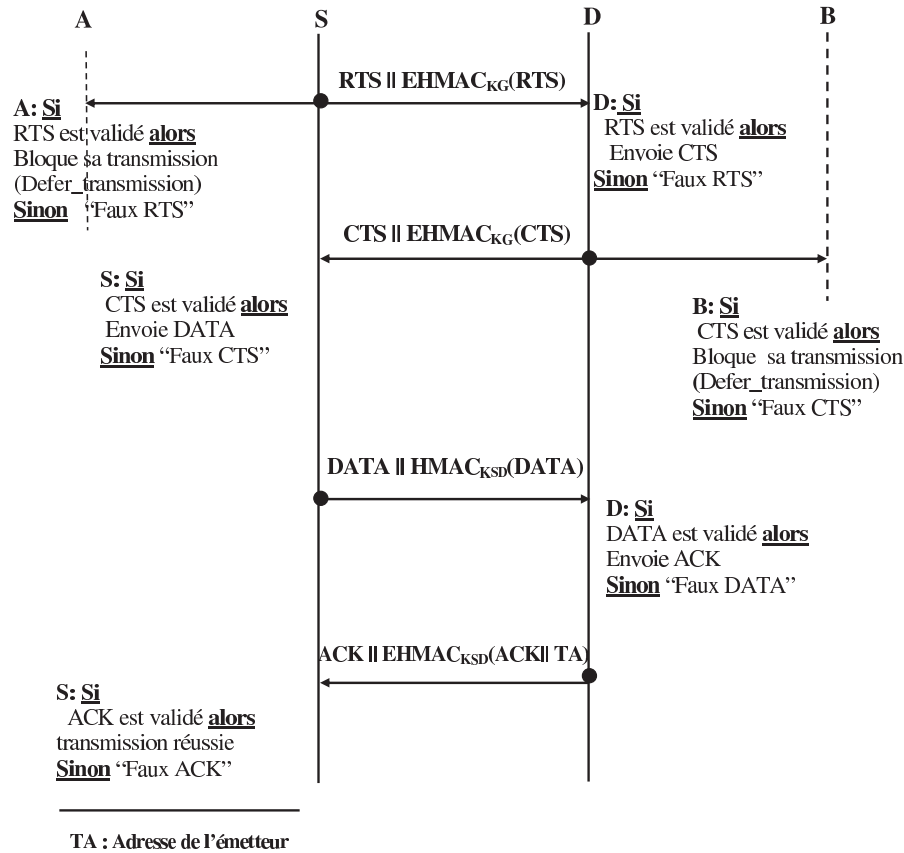 A
S
D
B
RTS || EHMAC_KG(RTS)
A: Si
RTS est validé alors
Bloque sa transmission
(Defer_transmission)
Sinon "Faux RTS"
D: Si
RTS est validé alors
Envoie CTS
Sinon "Faux RTS"
CTS || EHMAC_KG(CTS)
S: Si
CTS est validé alors
Envoie DATA
Sinon "Faux CTS"
B: Si
CTS est validé alors
Bloque sa transmission
(Defer_transmission)
Sinon "Faux CTS"
DATA || HMAC_KSD(DATA)
D: Si
DATA est validé alors
Envoie ACK
Sinon "Faux DATA"
ACK || EHMAC_KSD(ACK|| TA)
S: Si
ACK est validé alors
transmission réussie
Sinon "Faux ACK"
TA : Adresse de l'émetteur